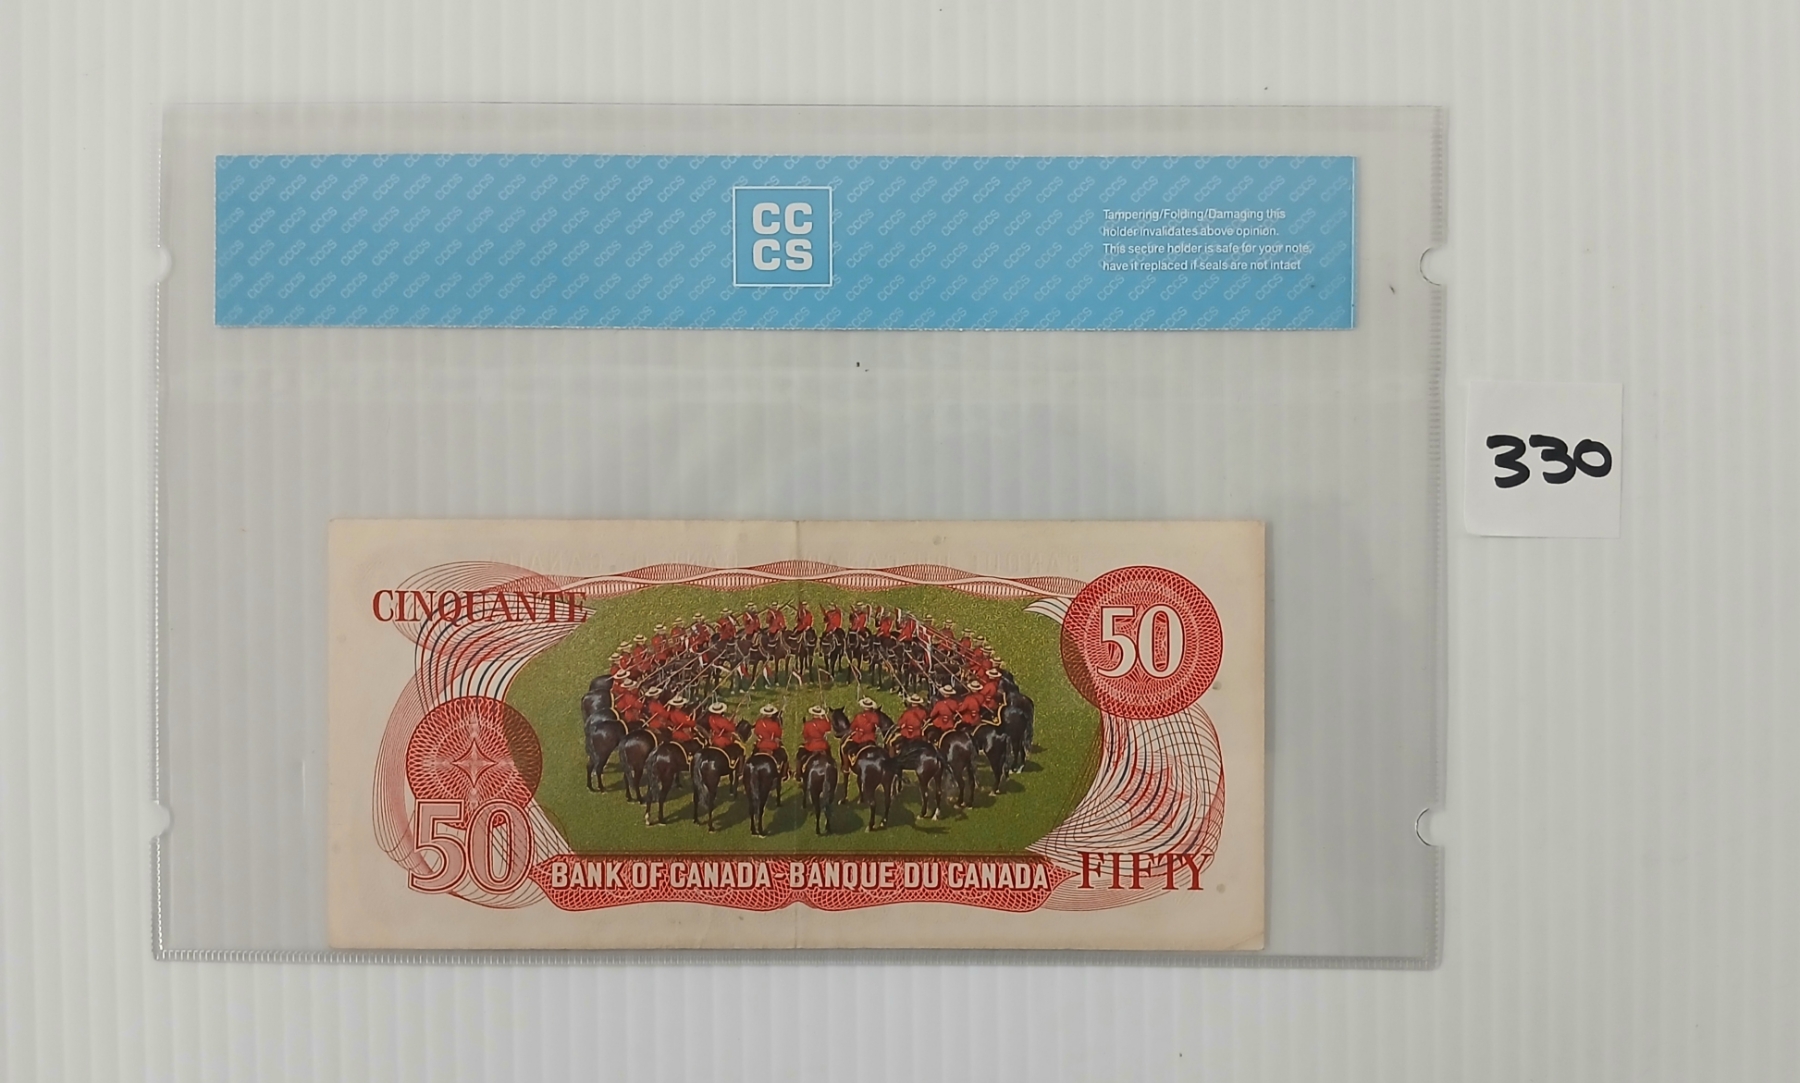 CC
CS
Tampering/Folding/Damaging this
holder invalidates above opinion.
This secure holder is safe for your note,
have it replaced if seals are not intact
330
CINQUANTE
50
50
BANK OF CANADA-BANQUE DU CANADA
FIFTY